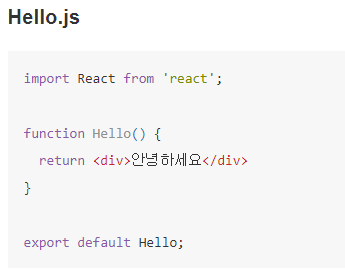 Hello.js
import React from 'react';
function Hello() {
  return <div>안녕하세요</div>
}
export default Hello;